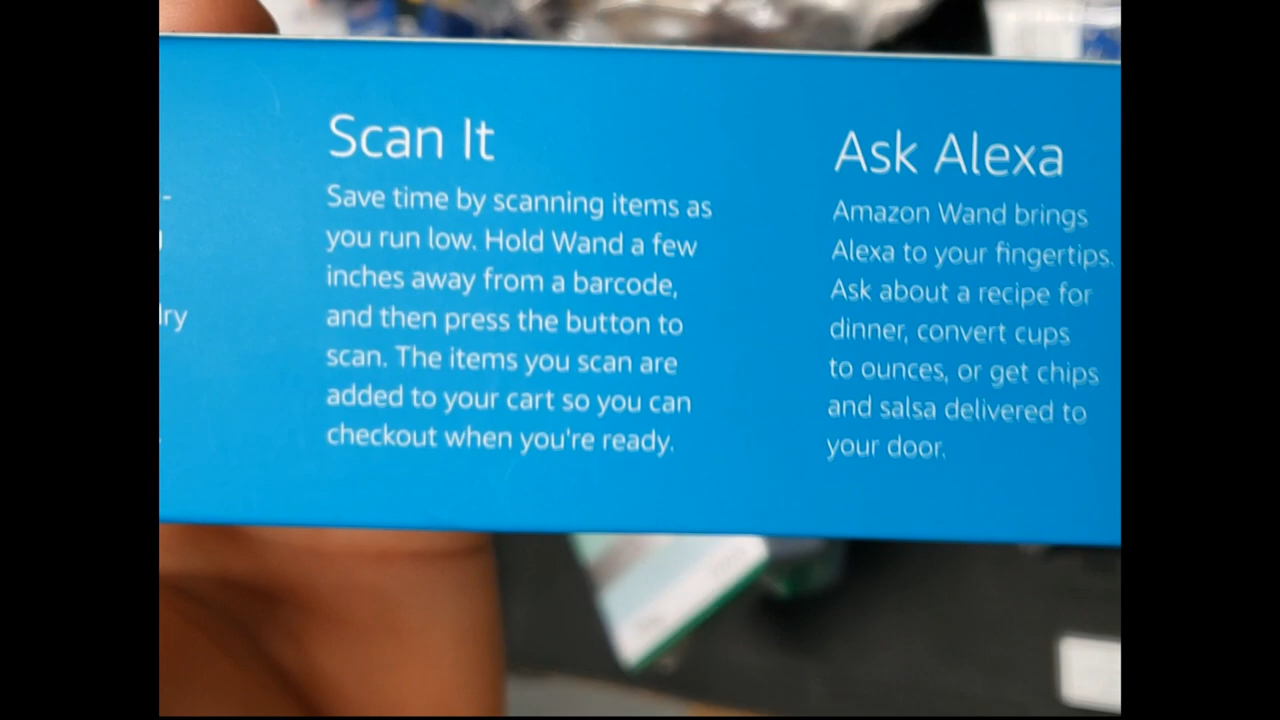 Scan It
Save time by scanning items as
you run low. Hold Wand a few
inches away from a barcode,
and then press the button to
scan. The items you scan are
added to your cart so you can
checkout when you're ready.
Ask Alexa
Amazon Wand brings
Alexa to your fingertips.
Ask about a recipe for
dinner, convert cups
to ounces, or get chips
and salsa delivered to
your door.